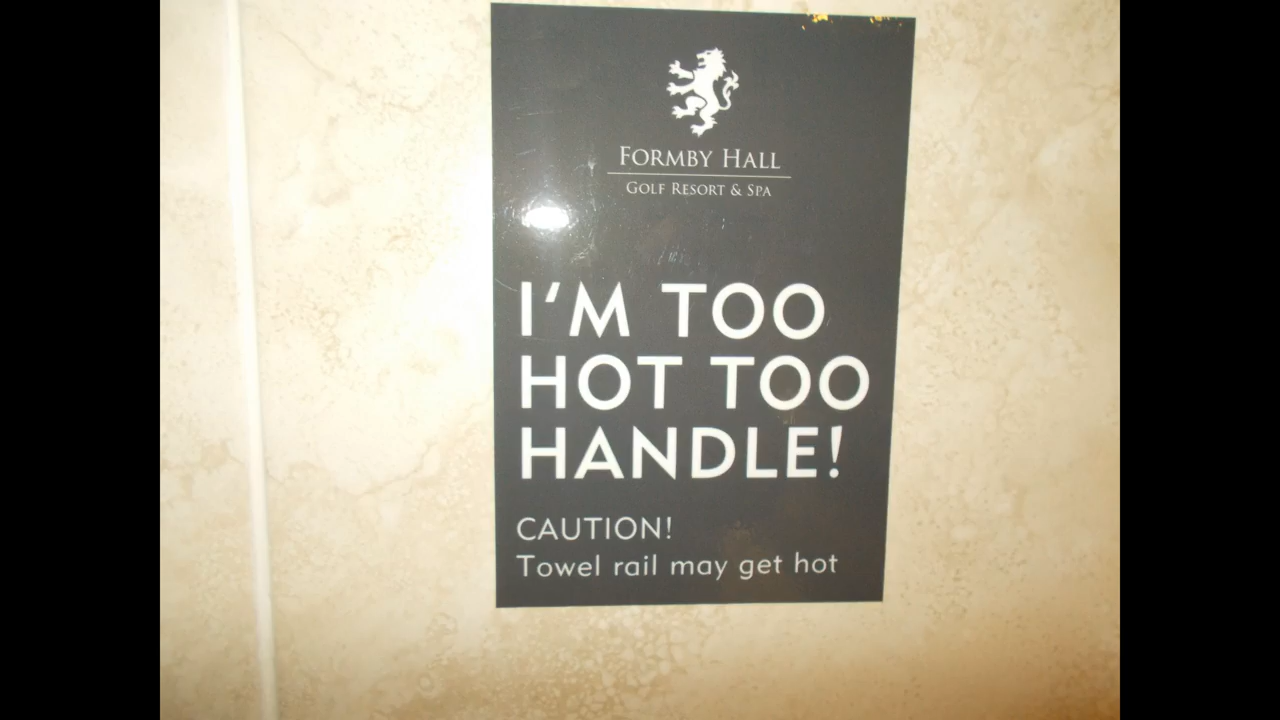 FORMBY HALL
GOLF RESORT & SPA
I'M TOO
HOT TOO
HANDLE!
CAUTION!
Towel rail may get hot